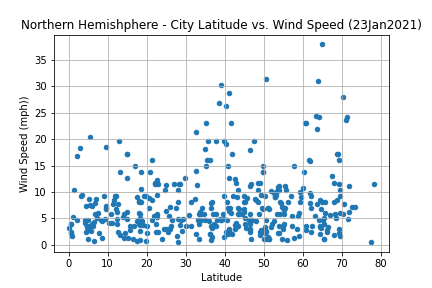 Northern Hemishphere - City Latitude vs. Wind Speed (23Jan2021)
35
30
25
20
15
10
5
0
Wind Speed (mph))
0 10 20 30 40 50 60 70 80
Latitude